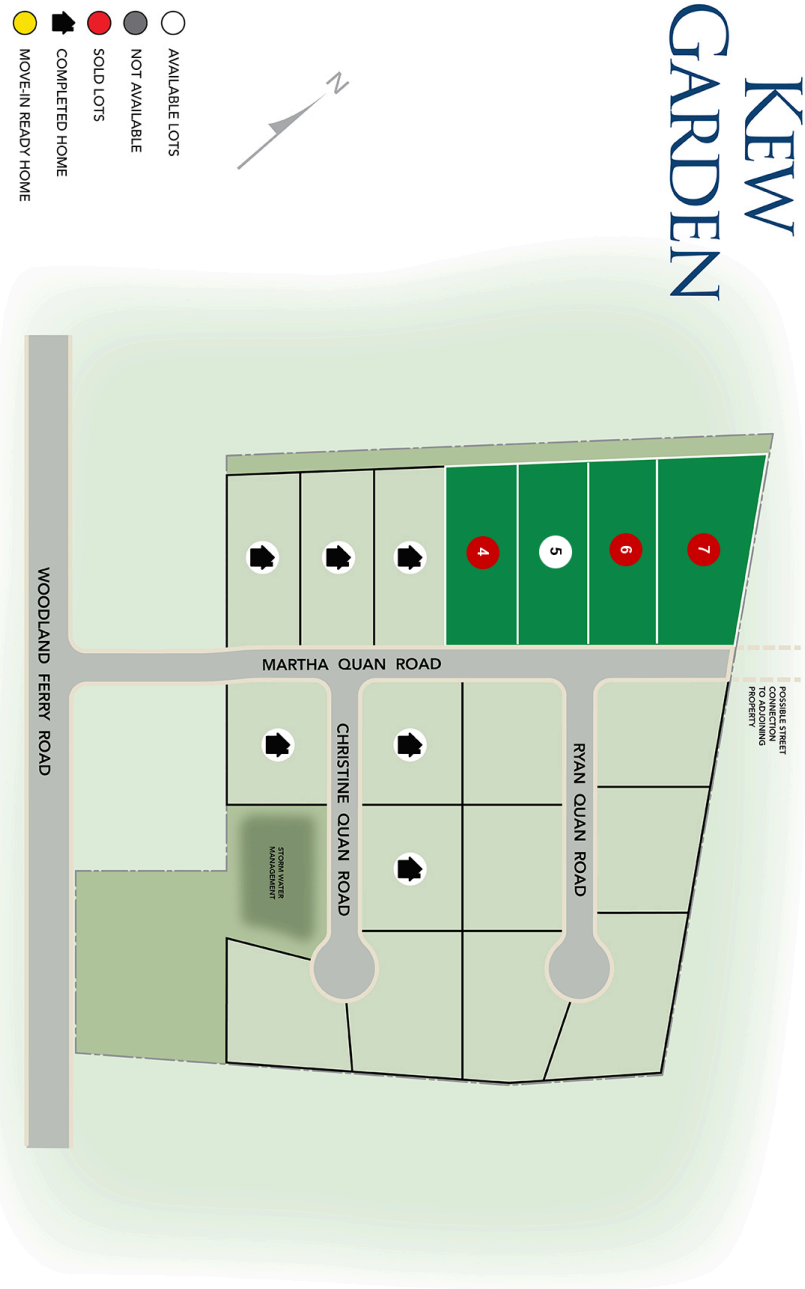 KEW
GARDEN
N
AVAILABLE LOTS
NOT AVAILABLE
SOLD LOTS
COMPLETED HOME
MOVE-IN READY HOME
7
6
5
4
POSSIBLE STREET
CONNECTION
TO ADJOINING
PROPERTY
MARTHA QUAN ROAD
RYAN QUAN ROAD
CHRISTINE QUAN ROAD
STORM WATER
MANAGEMENT
WOODLAND FERRY ROAD